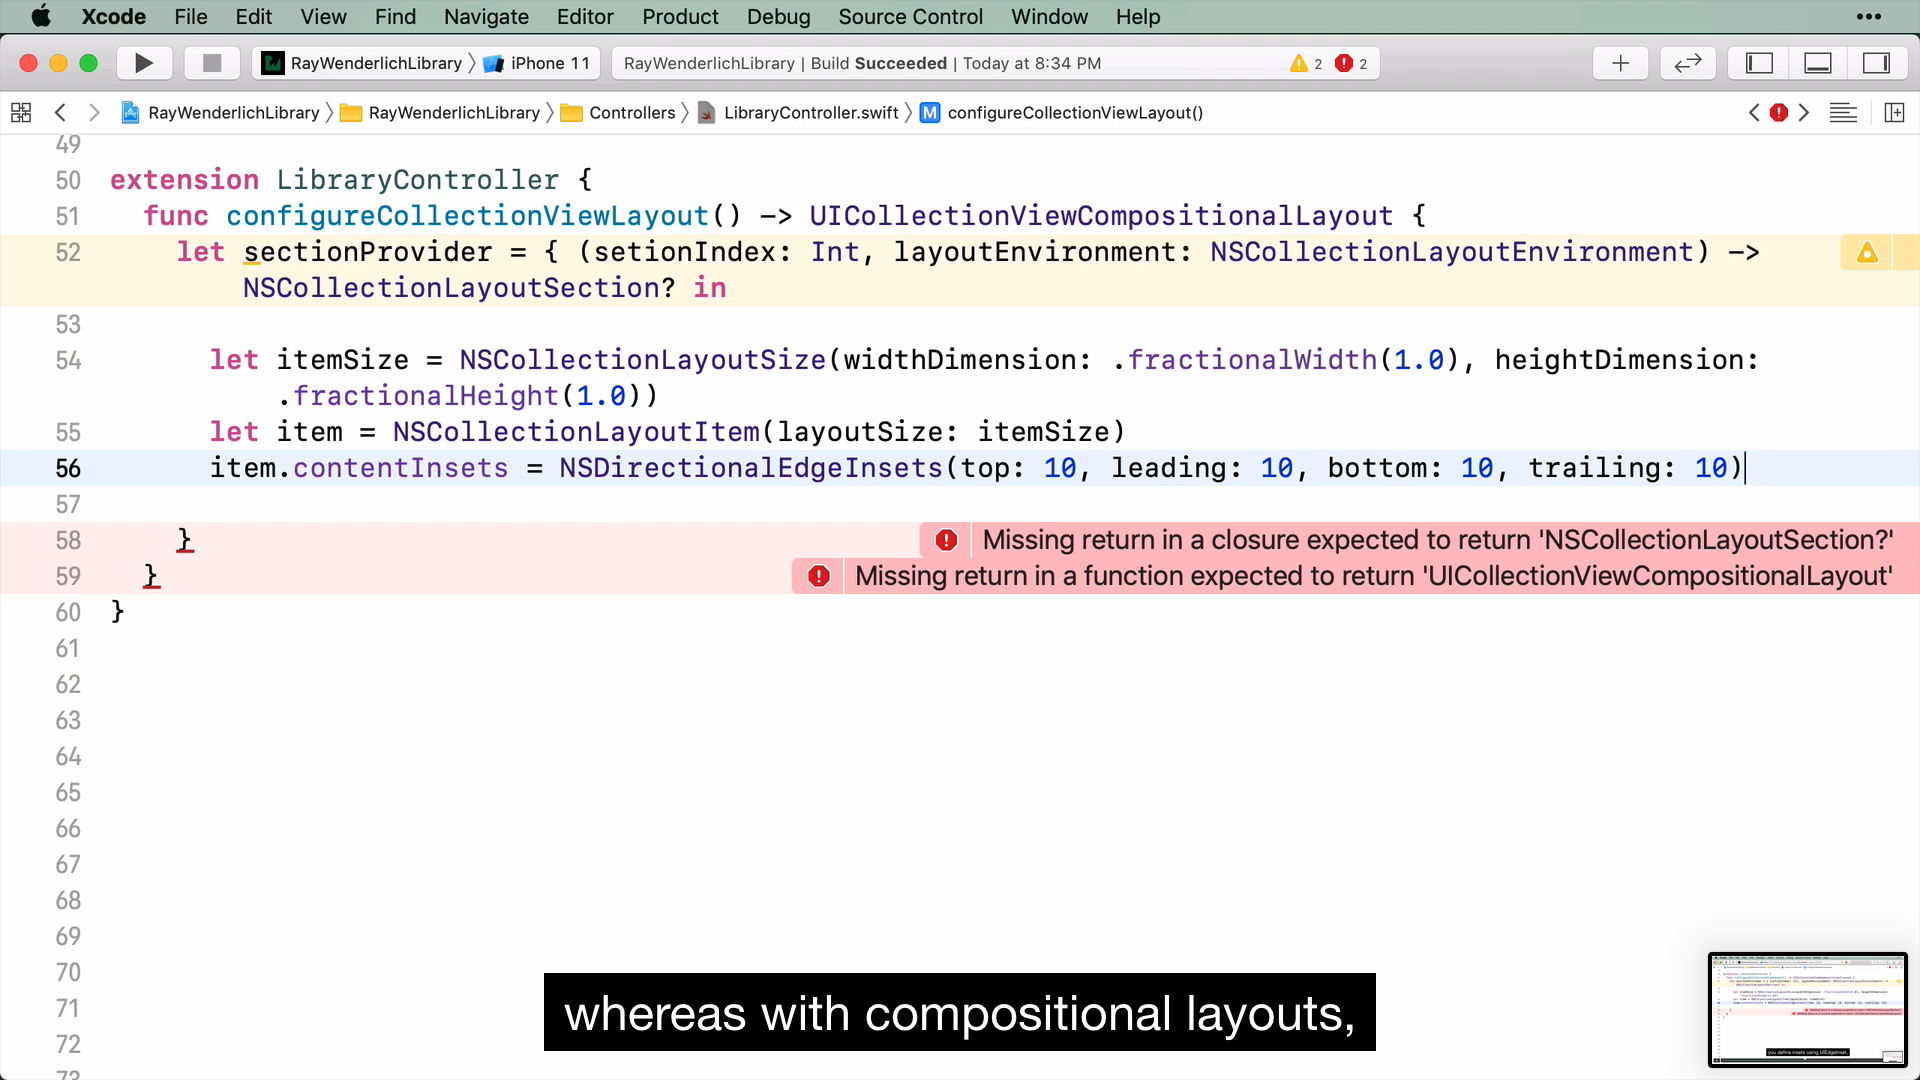 Xcode File Edit View Find Navigate Editor Product Debug Source Control Window Help •••
RayWenderlichLibrary iPhone 11 RayWenderlichLibrary | Build Succeeded | Today at 8:34 PM 2 2
RayWenderlichLibrary RayWenderlichLibrary Controllers LibraryController.swift M configureCollectionViewLayout()
49
50 extension LibraryController {
51 func configureCollectionViewLayout() -> UICollectionViewCompositionalLayout {
52 let sectionProvider = { (setionIndex: Int, layoutEnvironment: NSCollectionLayoutEnvironment) ->
NSCollectionLayoutSection? in
53
54 let itemSize = NSCollectionLayoutSize(widthDimension: .fractionalWidth(1.0), heightDimension:
.fractionalHeight(1.0))
55 let item = NSCollectionLayoutItem(layoutSize: itemSize)
56 item.contentInsets = NSDirectionalEdgeInsets(top: 10, leading: 10, bottom: 10, trailing: 10)
57
58 } Missing return in a closure expected to return 'NSCollectionLayoutSection?'
59 } Missing return in a function expected to return 'UICollectionViewCompositionalLayout'
60 }
61
62
63
64
65
66
67
68
69
70
71
72
73
whereas with compositional layouts,
you define insets using UIEdgeInset,